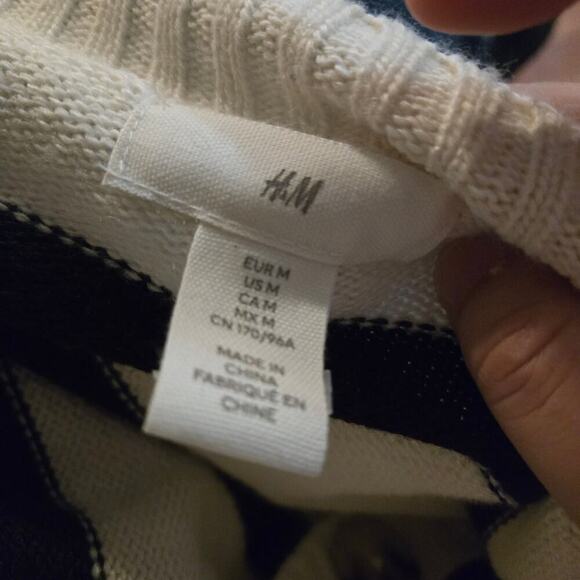 H&M
EUR M
US M
CA M
MX M
CN 170/96A
MADE IN
CHINA
FABRIQUÉ EN
CHINE